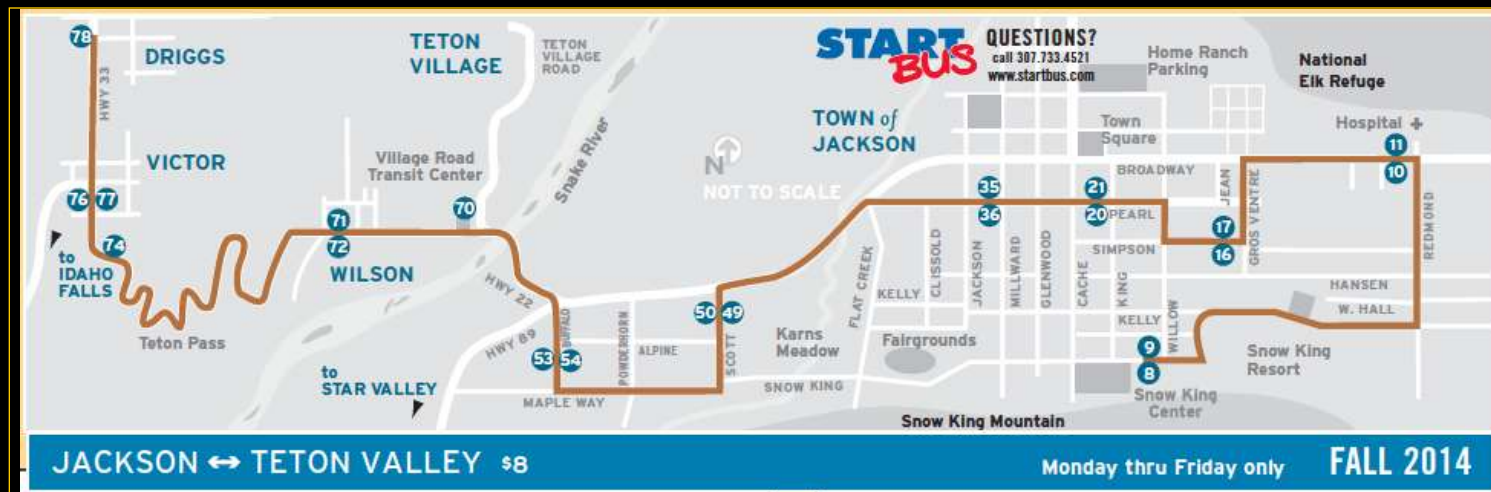 78
DRIGGS
HWY 33
VICTOR
76 77
74
to
IDAHO
FALLS
Teton Pass
TETON
VILLAGE
TETON
VILLAGE
ROAD
Village Road
Transit Center
70
71
72
WILSON
Snake River
HWY 22
HWY 89
to
STAR VALLEY
N
NOT TO SCALE
START
BUS
QUESTIONS?
call 307.733.4521
www.startbus.com
TOWN of
JACKSON
Home Ranch
Parking
National
Elk Refuge
Town
Square
Hospital
11
10
BROADWAY
JEAN
GROS VENTRE
REDMOND
35
36
21
20
PEARL
17
16
SIMPSON
CLISSOLD
JACKSON
MILLWARD
GLENWOOD
CACHE
KING
WILLOW
FLAT CREEK
KELLY
KELLY
HANSEN
W. HALL
50 49
53 54
BUFFALO
POWDERHORN
ALPINE
SCOTT
MAPLE WAY
SNOW KING
Karns
Meadow
Fairgrounds
9
8
Snow King
Center
Snow King
Resort
Snow King Mountain
JACKSON ↔ TETON VALLEY $8
Monday thru Friday only
FALL 2014